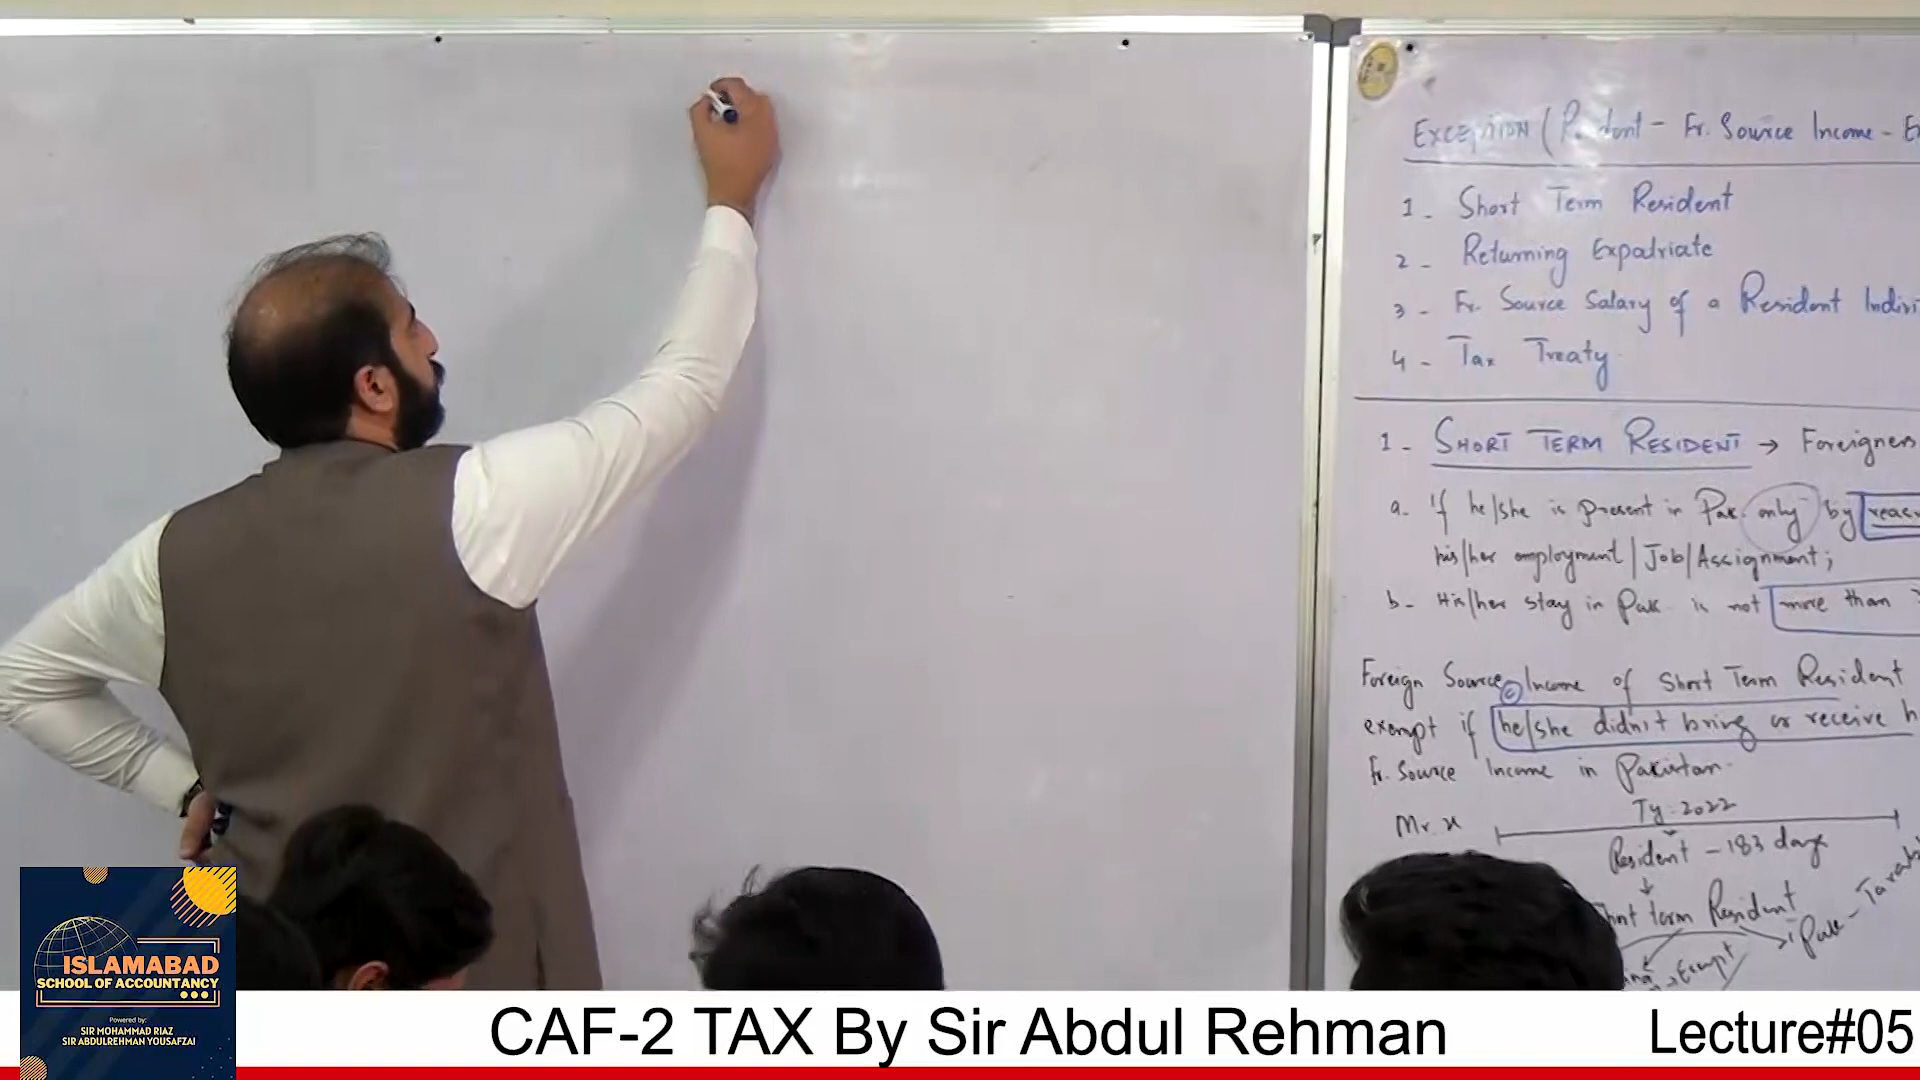 EXCEPTION ( Resident - Fr. Source Income -
1 - Short Term Resident
2 - Returning Expatriate
3 - Fr. Source Salary of a Resident
4 - Tax Treaty
1 - SHORT TERM RESIDENT → Foreigners
a. If he/she is present in Pak. only by
his/her employment / Job / Assignment;
b - His/her stay in Pak. is not more than
Foreign Source Income of Short Term Resident
(c)
exempt if he/she didn't bring or receive
Fr. Source Income in Pakistan.
Ty. 2022
Mr. x
Resident - 183 days
↓
term Resident
Exempt
Pak -
ISLAMABAD
SCHOOL OF ACCOUNTANCY
Powered by:
SIR MOHAMMAD RIAZ
SIR ABDULREHMAN YOUSAFZAI
CAF-2 TAX By Sir Abdul Rehman
Lecture#05